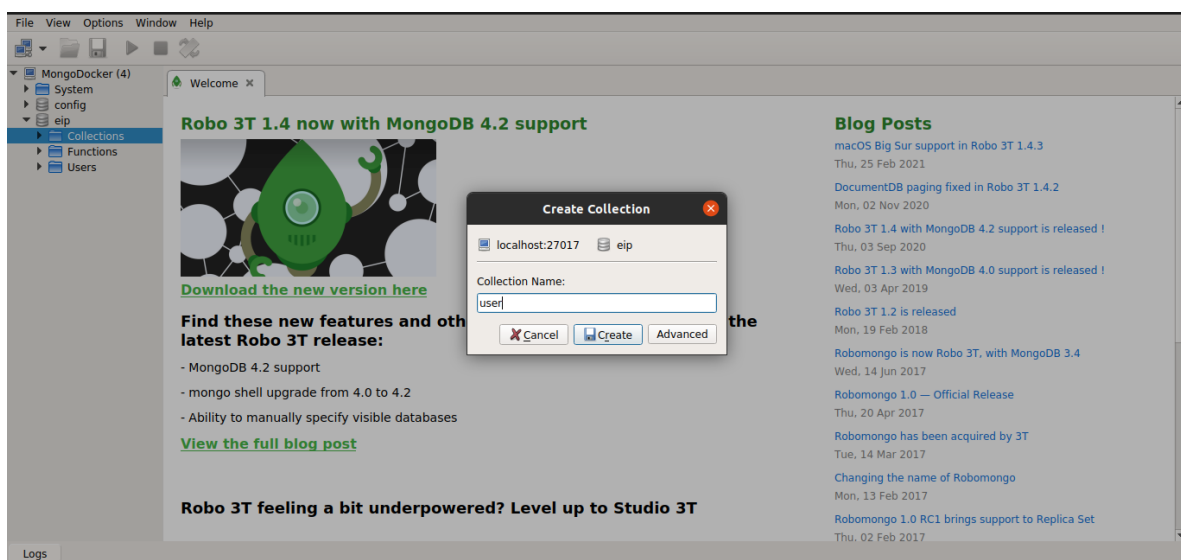 File View Options Window Help
MongoDocker (4)
System
config
eip
Collections
Functions
Users
Welcome
Robo 3T 1.4 now with MongoDB 4.2 support
Download the new version here
Find these new features and oth
the
latest Robo 3T release:
- MongoDB 4.2 support
- mongo shell upgrade from 4.0 to 4.2
- Ability to manually specify visible databases
View the full blog post
Robo 3T feeling a bit underpowered? Level up to Studio 3T
Create Collection
localhost:27017 eip
Collection Name:
user
Cancel Create Advanced
Blog Posts
macOS Big Sur support in Robo 3T 1.4.3
Thu, 25 Feb 2021
DocumentDB paging fixed in Robo 3T 1.4.2
Mon, 02 Nov 2020
Robo 3T 1.4 with MongoDB 4.2 support is released !
Thu, 03 Sep 2020
Robo 3T 1.3 with MongoDB 4.0 support is released !
Wed, 03 Apr 2019
Robo 3T 1.2 is released
Mon, 19 Feb 2018
Robomongo is now Robo 3T, with MongoDB 3.4
Wed, 14 Jun 2017
Robomongo 1.0 — Official Release
Thu, 20 Apr 2017
Robomongo has been acquired by 3T
Tue, 14 Mar 2017
Changing the name of Robomongo
Mon, 13 Feb 2017
Robomongo 1.0 RC1 brings support to Replica Set
Thu, 02 Feb 2017
Logs